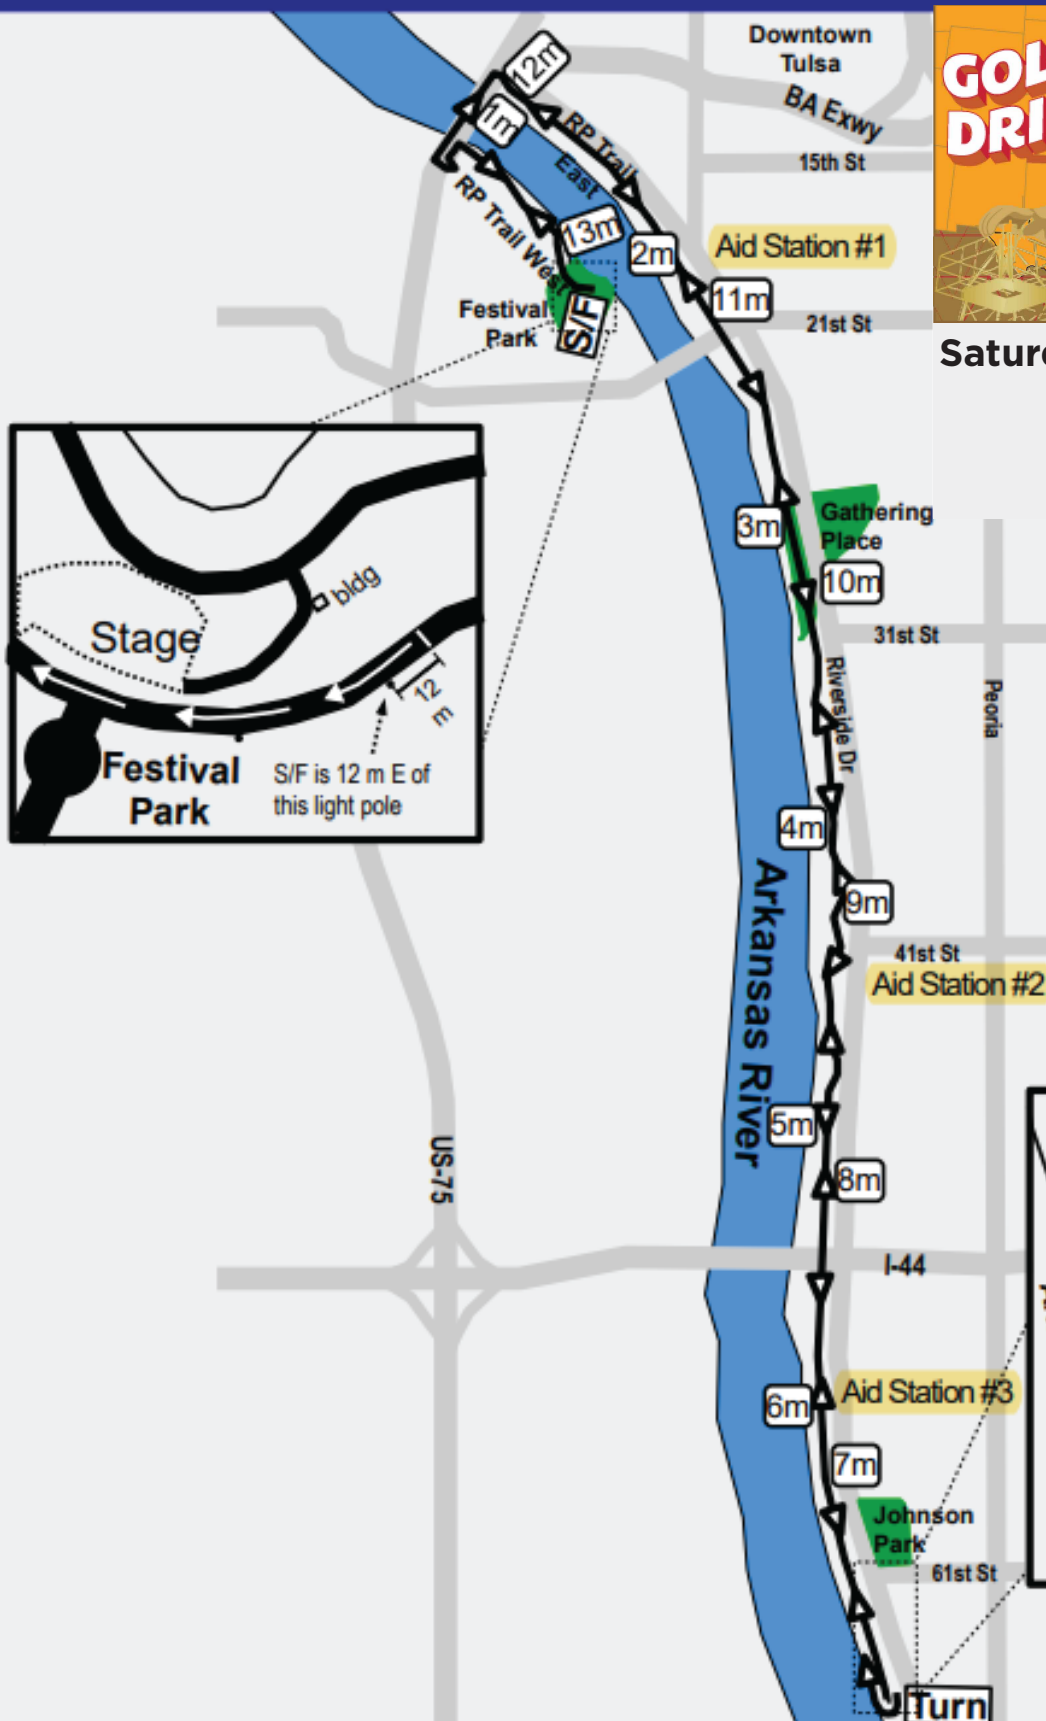 Downtown
Tulsa
GOL
DRI
12m
BA Exwy
1m
RP Trail
East
15th St
RP Trail West
13m
2m
Aid Station #1
11m
Festival
Park
S/F
21st St
Satur
3m
Gathering
Place
10m
31st St
bldg
Stage
12
m
Festival
Park
S/F is 12 m E of
this light pole
Riverside Dr
Peoria
4m
Arkansas River
9m
41st St
Aid Station #2
5m
US-75
8m
I-44
6m
Aid Station #3
7m
Johnson
Park
61st St
Turn